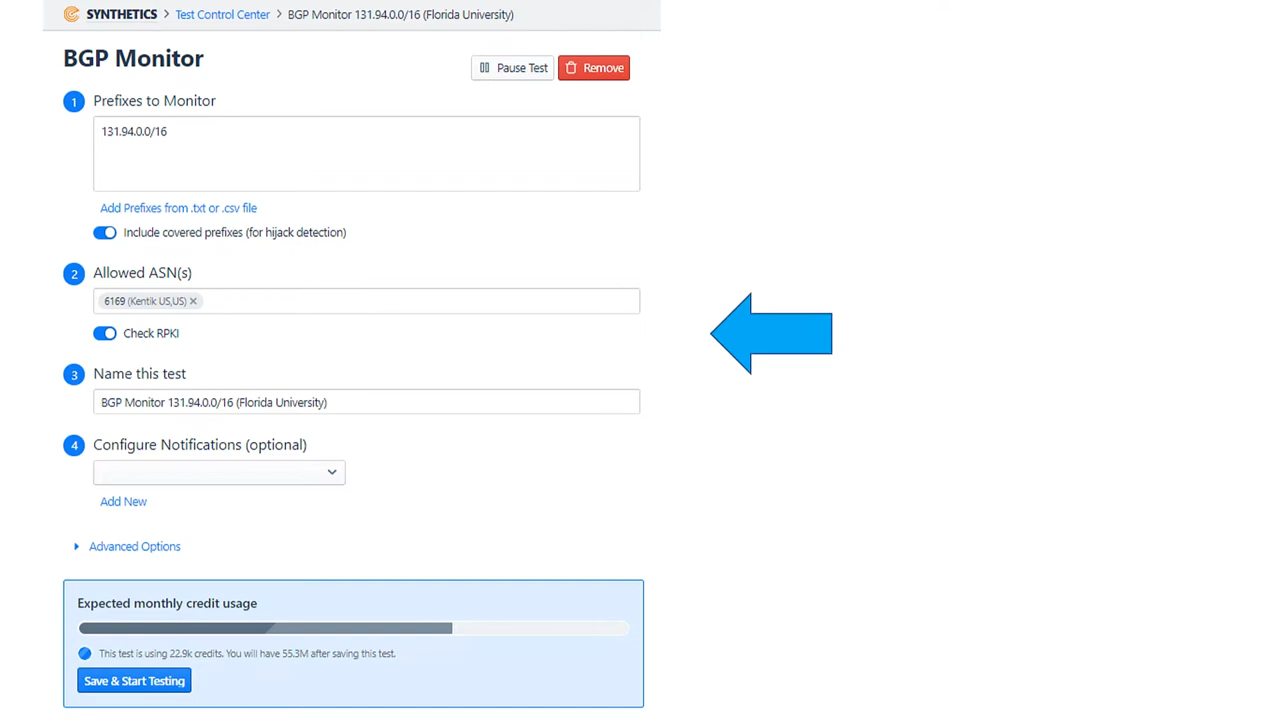 SYNTHETICS > Test Control Center > BGP Monitor 131.94.0.0/16 (Florida University)
BGP Monitor
Pause Test
Remove
1 Prefixes to Monitor
131.94.0.0/16
Add Prefixes from .txt or .csv file
Include covered prefixes (for hijack detection)
2 Allowed ASN(s)
6169 (Kentik US,US) ×
Check RPKI
3 Name this test
BGP Monitor 131.94.0.0/16 (Florida University)
4 Configure Notifications (optional)
Add New
Advanced Options
Expected monthly credit usage
This test is using 22.9k credits. You will have 55.3M after saving this test.
Save & Start Testing